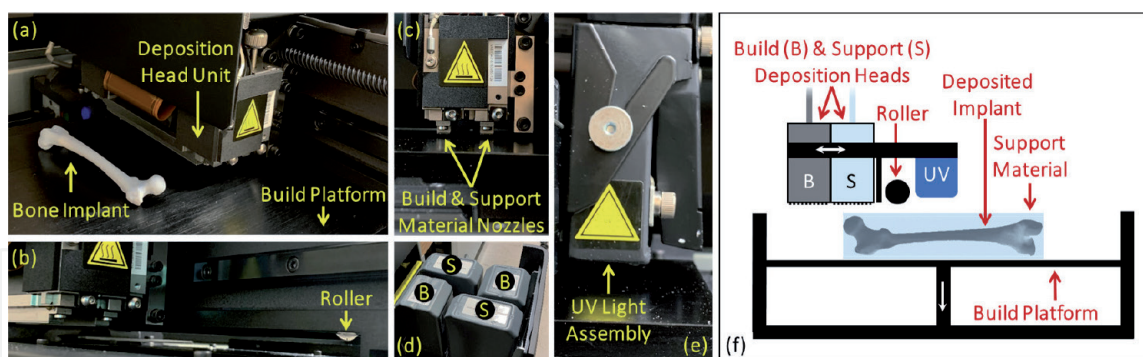 (a)
Deposition
Head Unit
Bone Implant
Build Platform
(b)
Roller
(c)
Build & Support
Material Nozzles
S
B
B
S
(d)
UV Light
Assembly
(e)
Build (B) & Support (S)
Deposition Heads
Deposited
Implant
Roller
Support
Material
B
S
UV
Build Platform
(f)